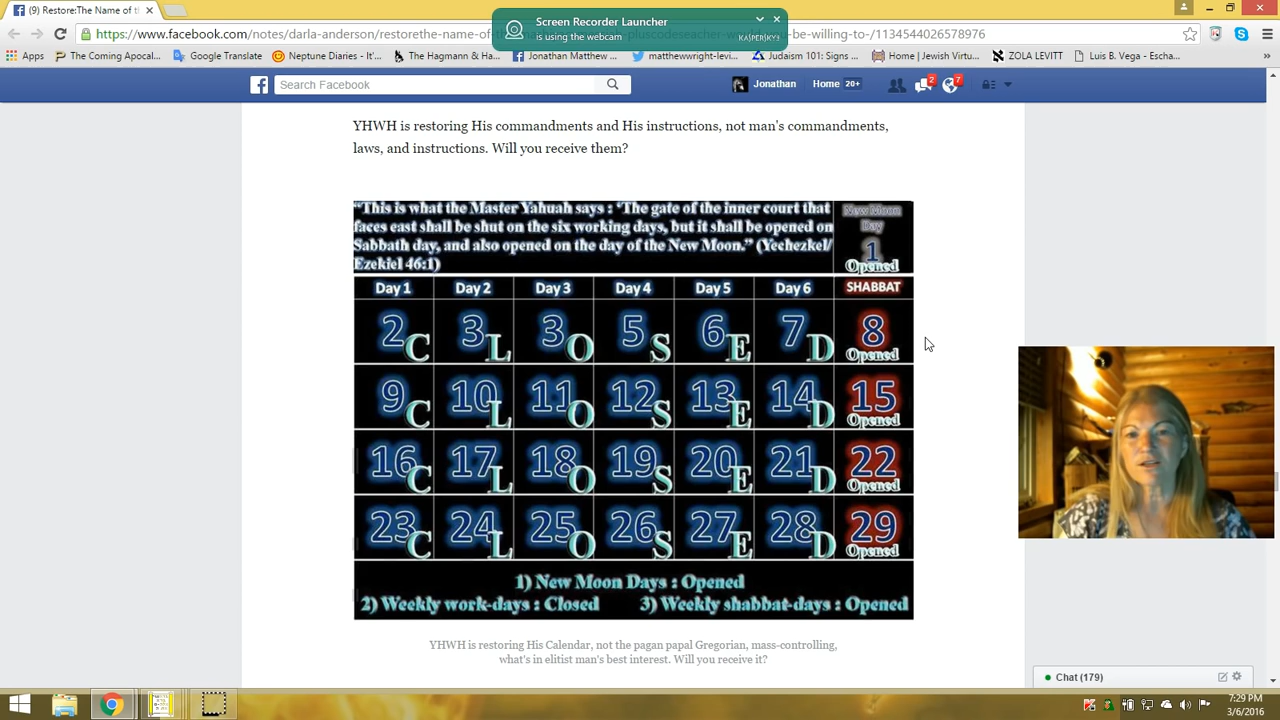 (9) Restore:The Name of t
Screen Recorder Launcher
is using the webcam
KASPERSKY
https://www.facebook.com/notes/darla-anderson/restorethe-name-of-
be-willing-to-/1134544026578976
Apps
Google Translate
Neptune Diaries - It'...
The Hagmann & Ha
Jonathan Matthew...
matthewwright-levi...
Judaism 101: Signs ...
Home | Jewish Virtu...
ZOLA LEVITT
Luis B. Vega - Escha...
Search Facebook
Jonathan
Home 20+
2
7
YHWH is restoring His commandments and His instructions, not man's commandments,
laws, and instructions. Will you receive them?
"This is what the Master Yahuah says : 'The gate of the inner court that
faces east shall be shut on the six working days, but it shall be opened on
Sabbath day, and also opened on the day of the New Moon." (Yechezkel/
Ezekiel 46:1)
New Moon
Day
1
Opened
Day 1 Day 2 Day 3 Day 4 Day 5 Day 6 SHABBAT
2 C 3 L 3 O 5 S 6 E 7 D 8 Opened
9 C 10 L 11 O 12 S 13 E 14 D 15 Opened
16 C 17 L 18 O 19 S 20 E 21 D 22 Opened
23 C 24 L 25 O 26 S 27 E 28 D 29 Opened
1) New Moon Days : Opened
2) Weekly work-days : Closed 3) Weekly shabbat-days : Opened
YHWH is restoring His Calendar, not the pagan papal Gregorian, mass-controlling,
what's in elitist man's best interest. Will you receive it?
Chat (179)
7:29 PM
3/6/2016